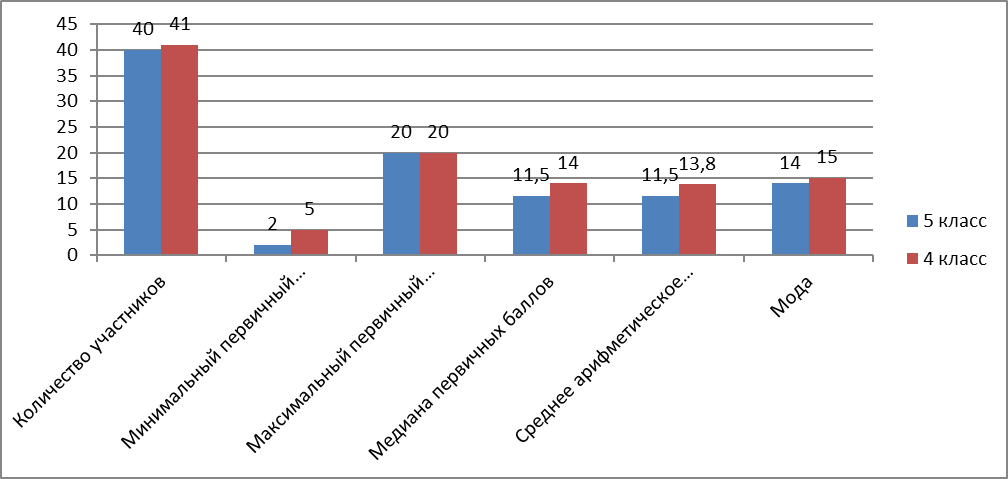 45
40
35
30
25
20
15
10
5
0
40
41
2
5
20
20
11,5
14
11,5
13,8
14
15
Количество участников
Минимальный первичный...
Максимальный первичный...
Медиана первичных баллов
Среднее арифметическое...
Мода
5 класс
4 класс